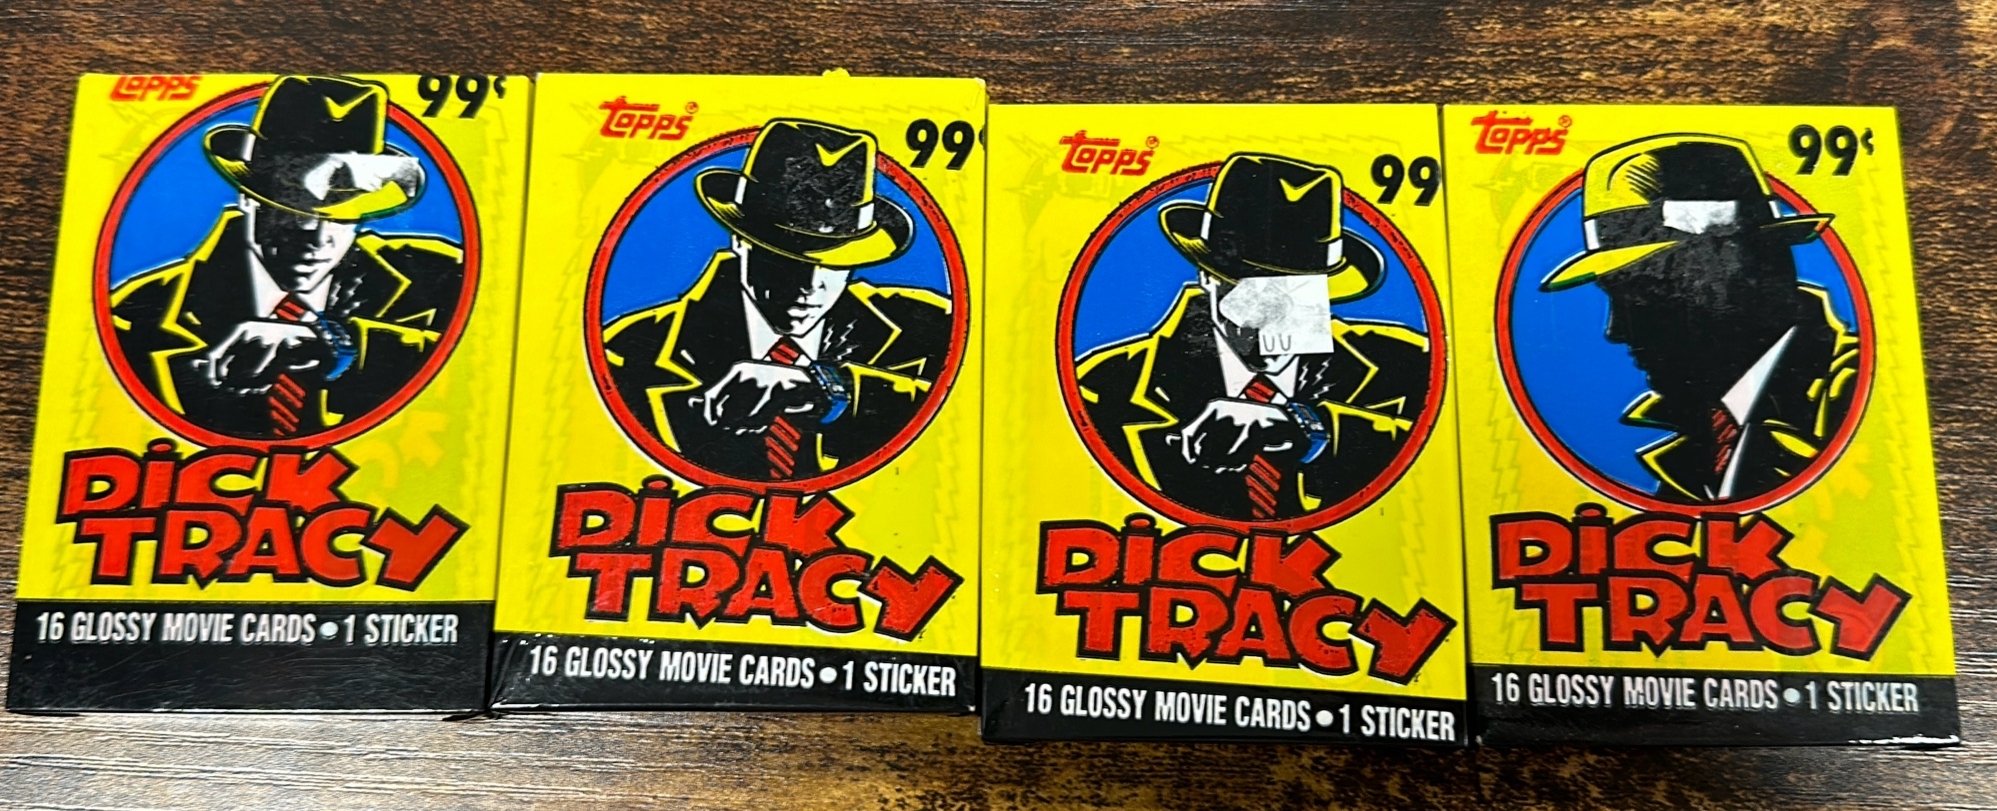 Topps 99¢
DICK
TRACY
16 GLOSSY MOVIE CARDS • 1 STICKER
Topps® 99¢
DICK
TRACY
16 GLOSSY MOVIE CARDS • 1 STICKER
Topps® 99
DICK
TRACY
16 GLOSSY MOVIE CARDS • 1 STICKER
Topps® 99¢
DICK
TRACY
16 GLOSSY MOVIE CARDS • 1 STICKER